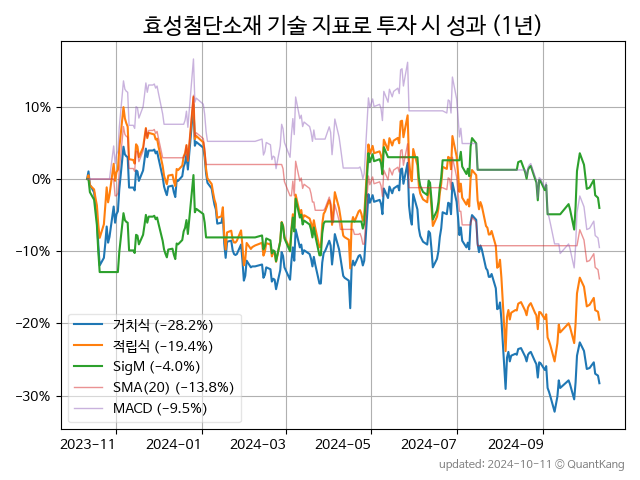 효성첨단소재 기술 지표로 투자 시 성과 (1년)
10%
0%
−10%
−20%
−30%
거치식 (−28.2%)
적립식 (−19.4%)
SigM (−4.0%)
SMA(20) (−13.8%)
MACD (−9.5%)
2023−11 2024−01 2024−03 2024−05 2024−07 2024−09
updated: 2024−10−11 © QuantKang